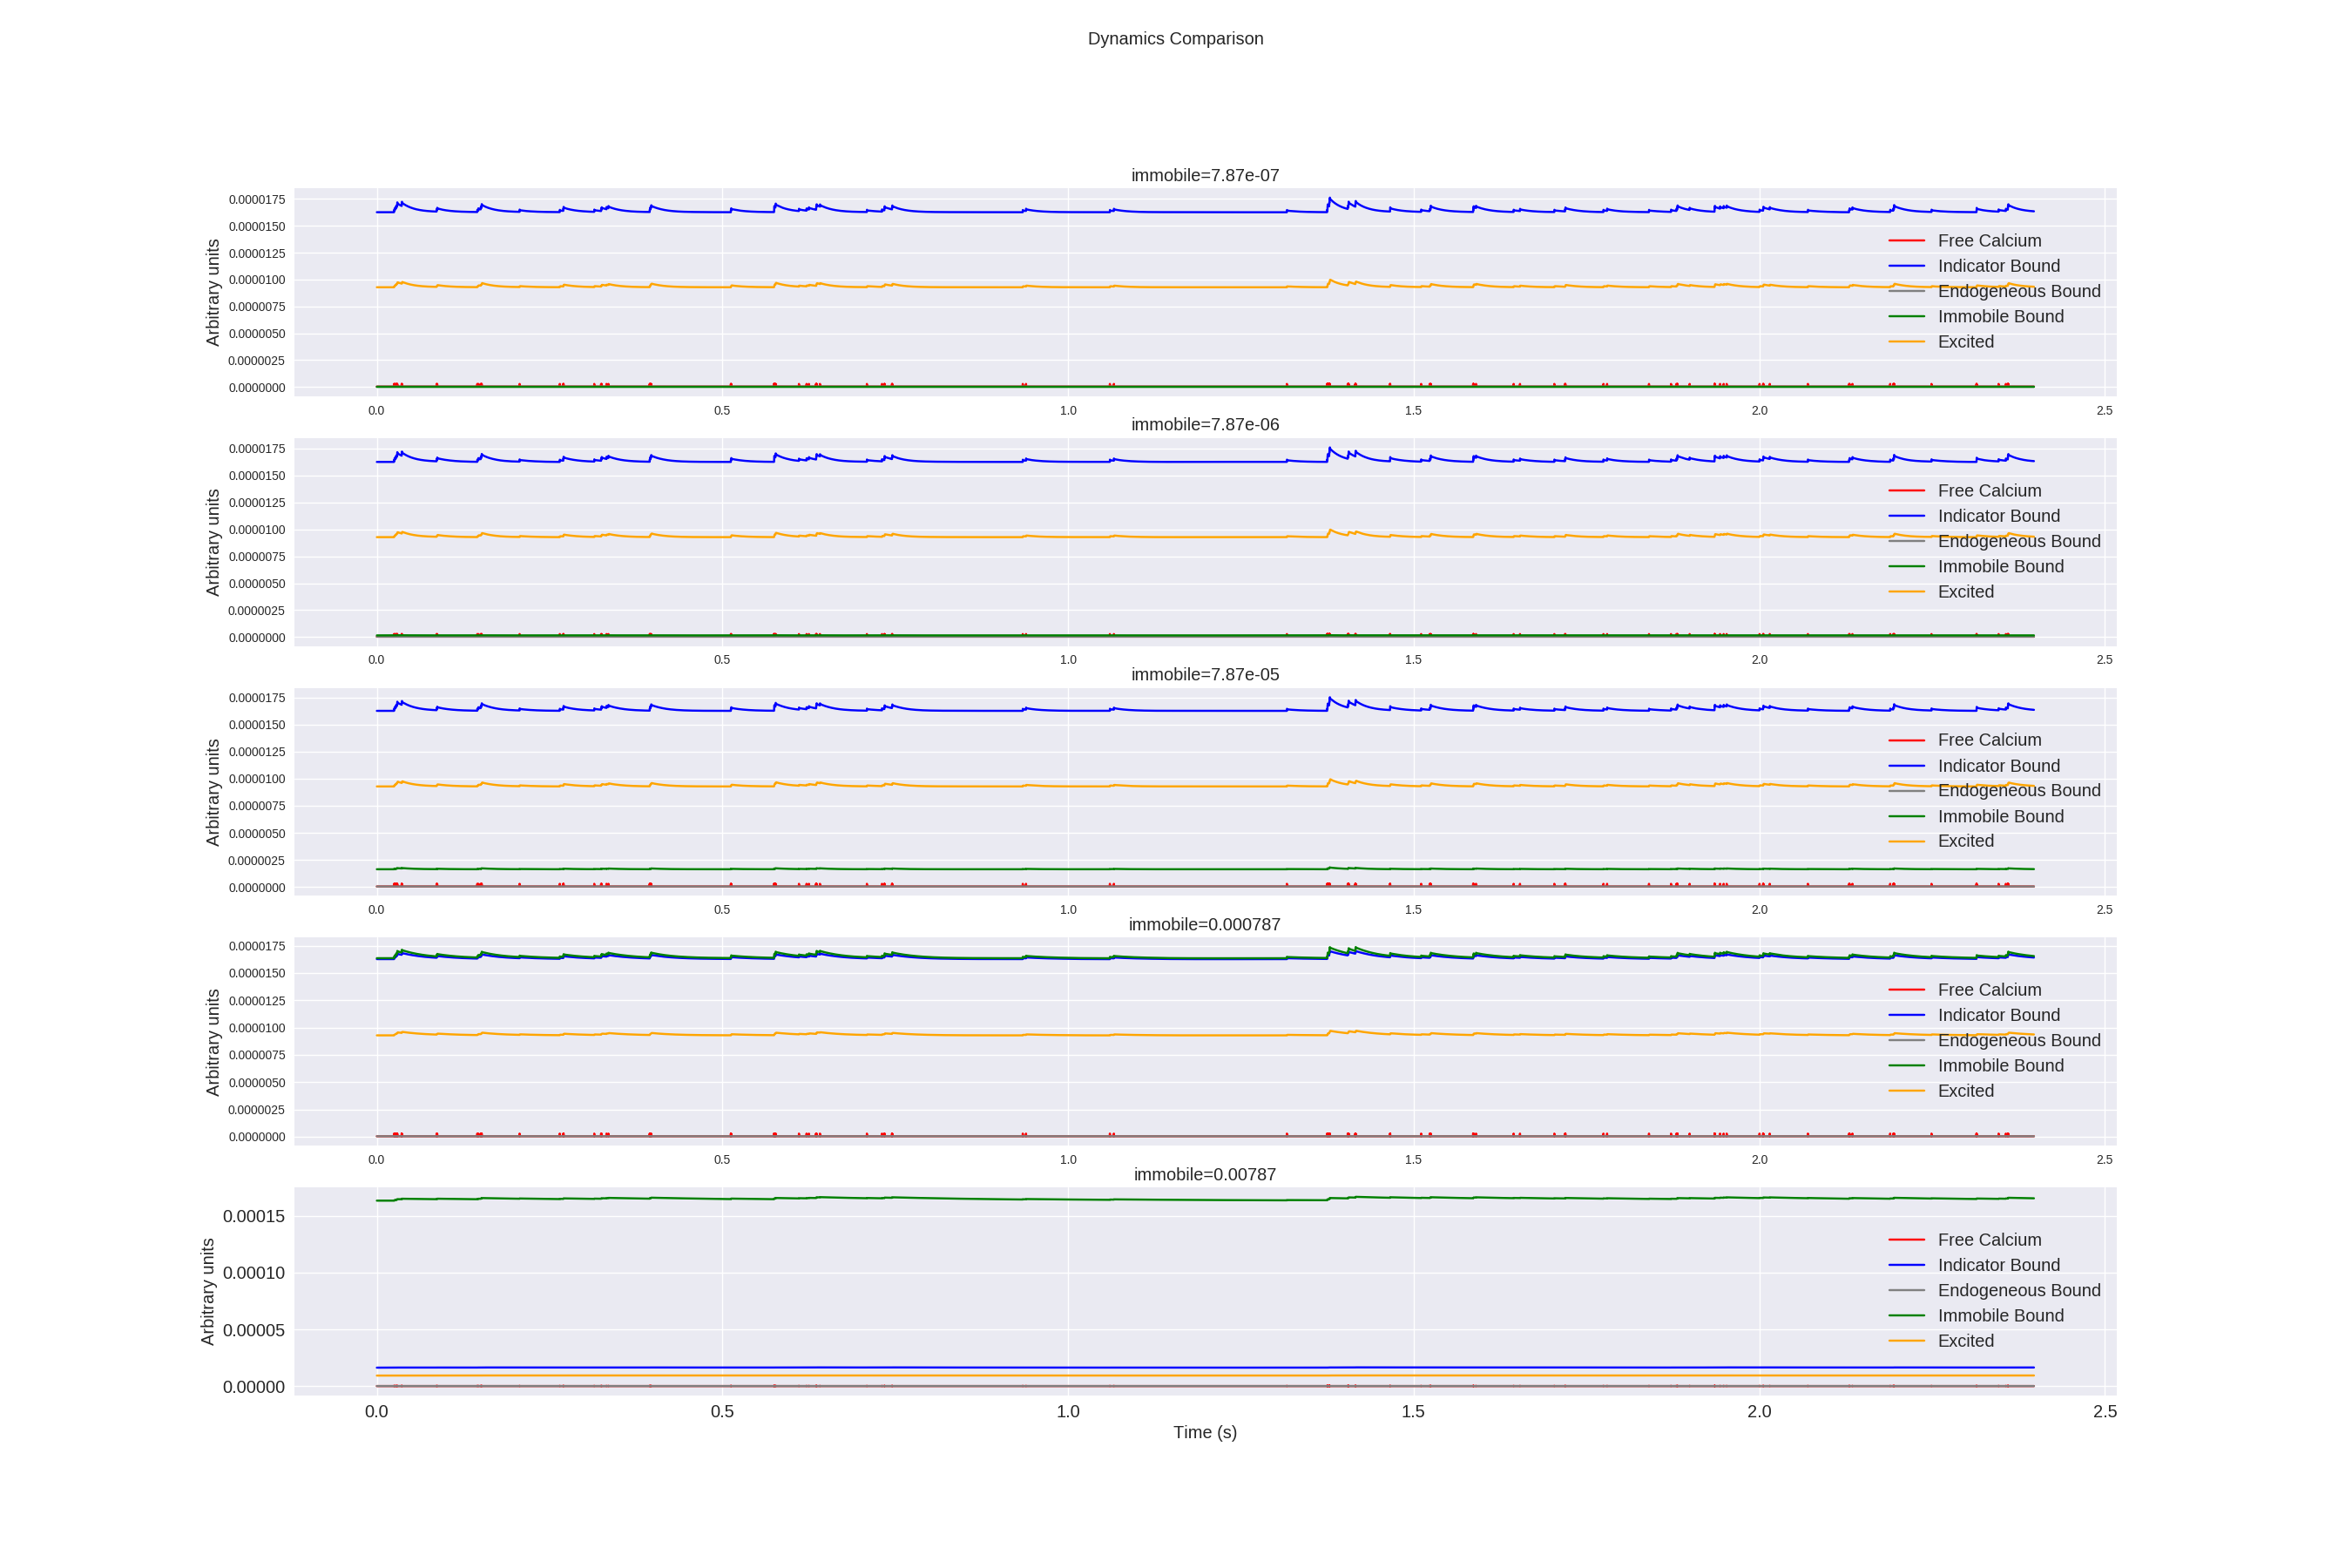 Dynamics Comparison
immobile=7.87e-07
Arbitrary units
0.0000175
0.0000150
0.0000125
0.0000100
0.0000075
0.0000050
0.0000025
0.0000000
Free Calcium
Indicator Bound
Endogeneous Bound
Immobile Bound
Excited
0.0 0.5 1.0 1.5 2.0 2.5
immobile=7.87e-06
Arbitrary units
0.0000175
0.0000150
0.0000125
0.0000100
0.0000075
0.0000050
0.0000025
0.0000000
Free Calcium
Indicator Bound
Endogeneous Bound
Immobile Bound
Excited
0.0 0.5 1.0 1.5 2.0 2.5
immobile=7.87e-05
Arbitrary units
0.0000175
0.0000150
0.0000125
0.0000100
0.0000075
0.0000050
0.0000025
0.0000000
Free Calcium
Indicator Bound
Endogeneous Bound
Immobile Bound
Excited
0.0 0.5 1.0 1.5 2.0 2.5
immobile=0.000787
Arbitrary units
0.0000175
0.0000150
0.0000125
0.0000100
0.0000075
0.0000050
0.0000025
0.0000000
Free Calcium
Indicator Bound
Endogeneous Bound
Immobile Bound
Excited
0.0 0.5 1.0 1.5 2.0 2.5
immobile=0.00787
Arbitrary units
0.00015
0.00010
0.00005
0.00000
Free Calcium
Indicator Bound
Endogeneous Bound
Immobile Bound
Excited
0.0 0.5 1.0 1.5 2.0 2.5
Time (s)